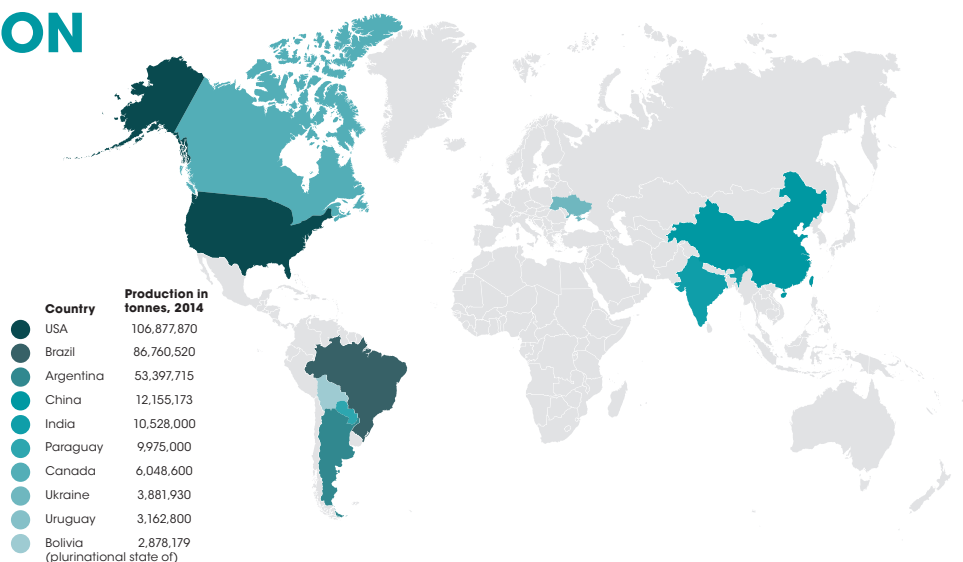 ON
Country Production in tonnes, 2014
USA 106,877,870
Brazil 86,760,520
Argentina 53,397,715
China 12,155,173
India 10,528,000
Paraguay 9,975,000
Canada 6,048,600
Ukraine 3,881,930
Uruguay 3,162,800
Bolivia 2,878,179
(plurinational state of)